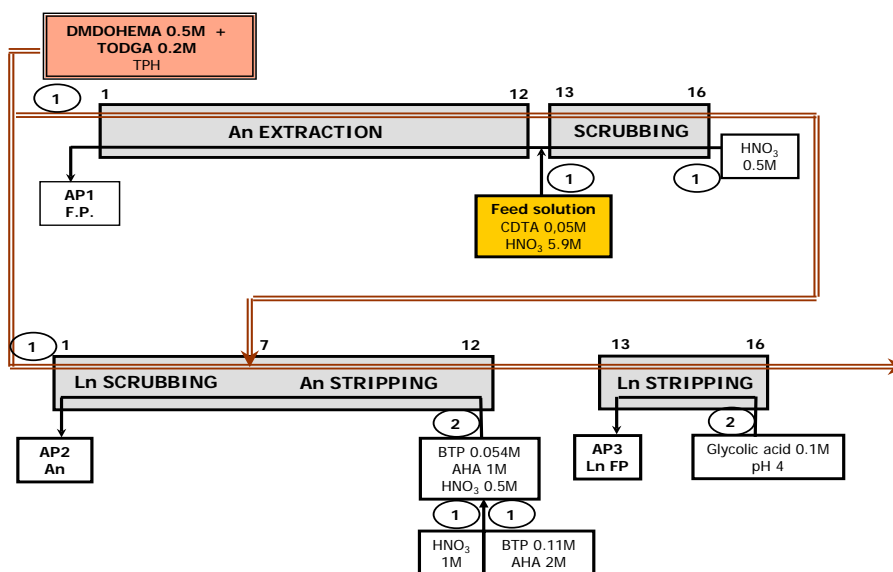 DMDOHEMA 0.5M +
TODGA 0.2M
TPH
1
1
12
13
16
An EXTRACTION
SCRUBBING
HNO₃
0.5M
1
1
AP1
F.P.
Feed solution
CDTA 0,05M
HNO₃ 5.9M
1
1
7
12
13
16
Ln SCRUBBING
An STRIPPING
Ln STRIPPING
2
2
AP2
An
BTP 0.054M
AHA 1M
HNO₃ 0.5M
AP3
Ln FP
Glycolic acid 0.1M
pH 4
1
1
HNO₃
1M
BTP 0.11M
AHA 2M